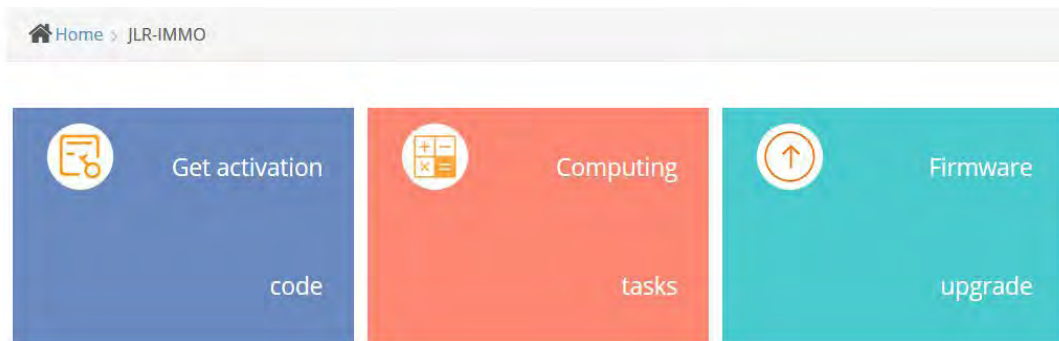 Home > JLR-IMMO
Get activation
code
Computing
tasks
Firmware
upgrade